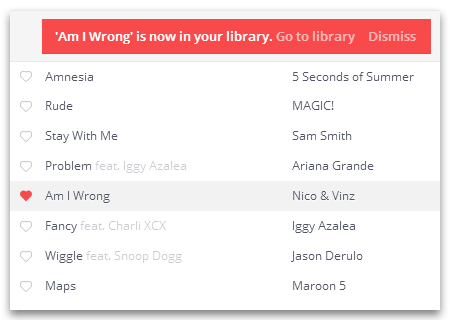 'Am I Wrong' is now in your library. Go to library Dismiss
Amnesia 5 Seconds of Summer
Rude MAGIC!
Stay With Me Sam Smith
Problem feat. Iggy Azalea Ariana Grande
Am I Wrong Nico & Vinz
Fancy feat. Charli XCX Iggy Azalea
Wiggle feat. Snoop Dogg Jason Derulo
Maps Maroon 5